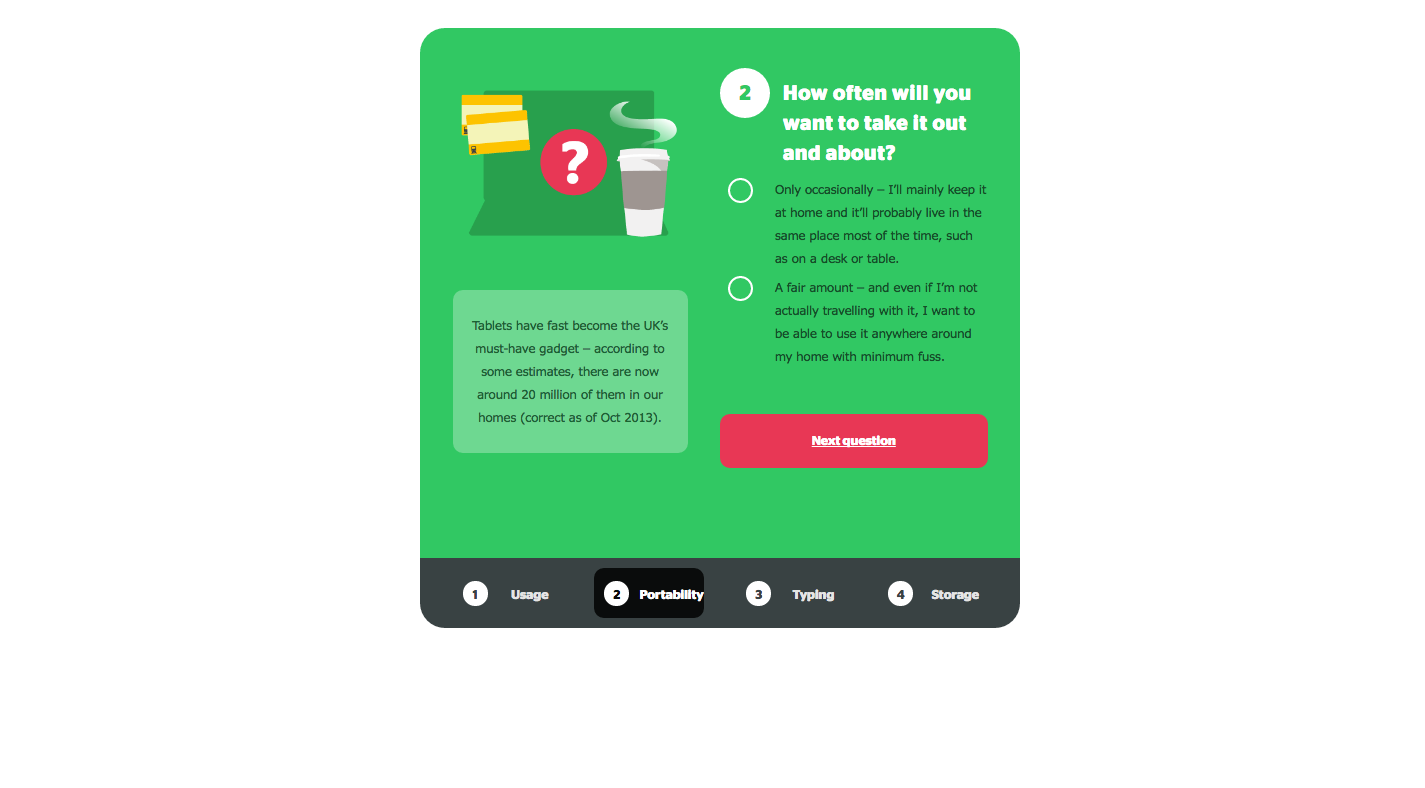 ?
Tablets have fast become the UK’s
must-have gadget – according to
some estimates, there are now
around 20 million of them in our
homes (correct as of Oct 2013).
2
How often will you
want to take it out
and about?
Only occasionally – I’ll mainly keep it
at home and it’ll probably live in the
same place most of the time, such
as on a desk or table.
A fair amount – and even if I’m not
actually travelling with it, I want to
be able to use it anywhere around
my home with minimum fuss.
Next question
1 Usage
2 Portability
3 Typing
4 Storage